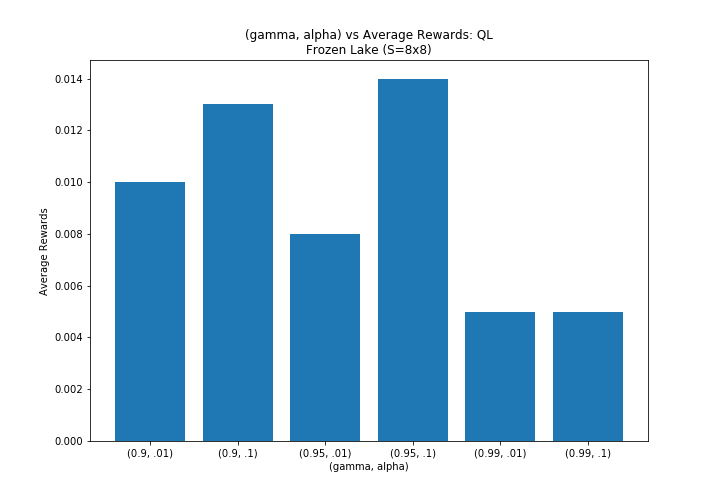 (gamma, alpha) vs Average Rewards: QL
Frozen Lake (S=8x8)
Average Rewards
0.014
0.012
0.010
0.008
0.006
0.004
0.002
0.000
(0.9, .01) (0.9, .1) (0.95, .01) (0.95, .1) (0.99, .01) (0.99, .1)
(gamma, alpha)